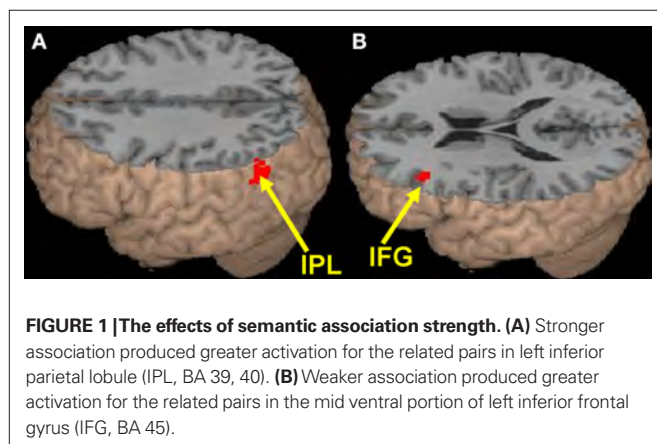 A
B
IPL
IFG
FIGURE 1 | The effects of semantic association strength. (A) Stronger
association produced greater activation for the related pairs in left inferior
parietal lobule (IPL, BA 39, 40). (B) Weaker association produced greater
activation for the related pairs in the mid ventral portion of left inferior frontal
gyrus (IFG, BA 45).